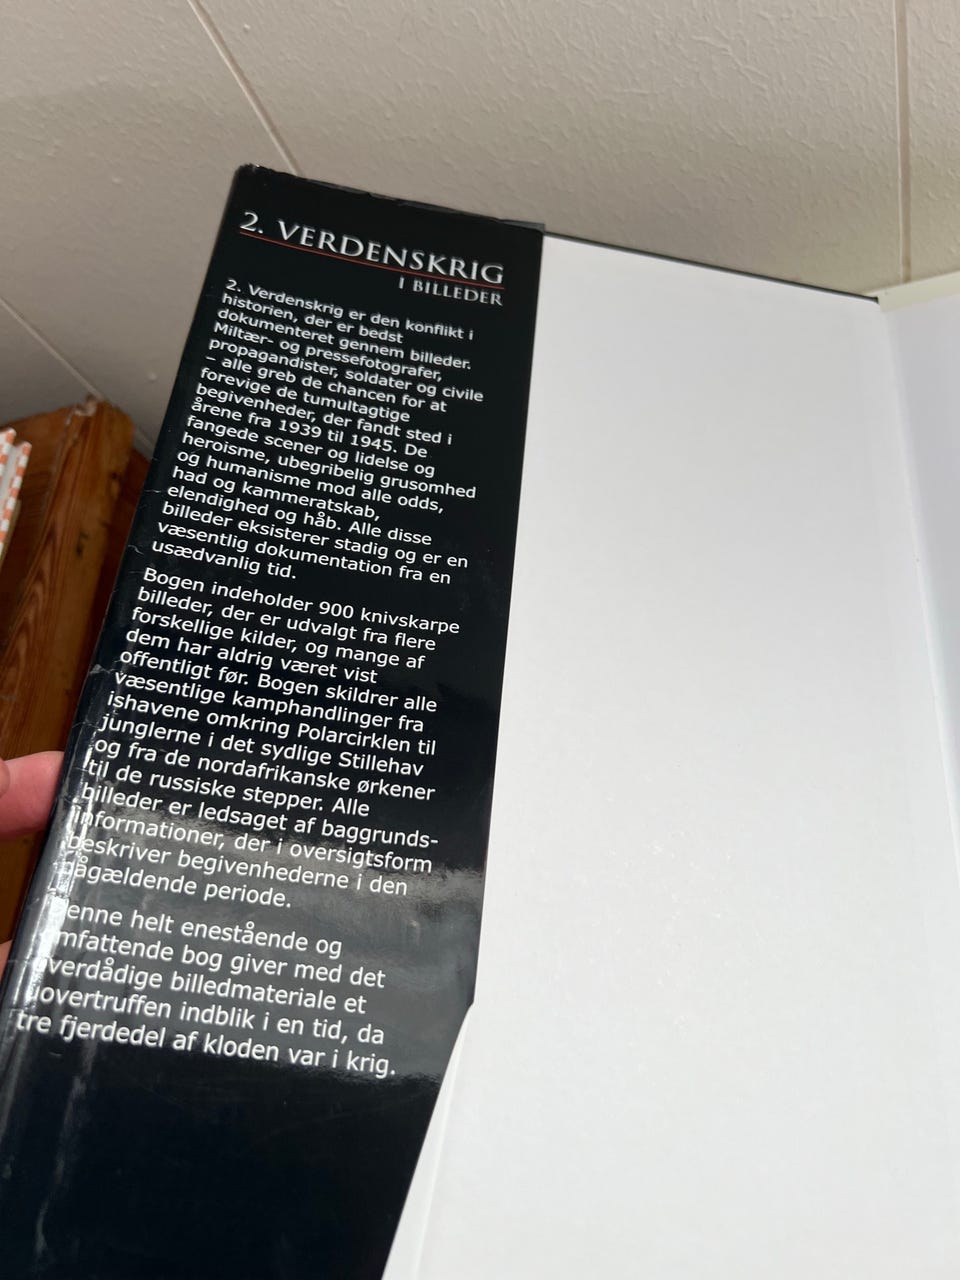 2. VERDENSKRIG
I BILLEDER
2. Verdenskrig er den konflikt i
historien, der er bedst
dokumenteret gennem billeder.
Miltær- og pressefotografer,
propagandister, soldater og civile
– alle greb de chancen for at
forevige de tumultagtige
begivenheder, der fandt sted i
årene fra 1939 til 1945. De
fangede scener og lidelse og
heroisme, ubegribelig grusomhed
og humanisme mod alle odds,
had og kammeratskab,
elendighed og håb. Alle disse
billeder eksisterer stadig og er en
væsentlig dokumentation fra en
usædvanlig tid.
Bogen indeholder 900 knivskarpe
billeder, der er udvalgt fra flere
forskellige kilder, og mange af
dem har aldrig været vist
offentligt før. Bogen skildrer alle
væsentlige kamphandlinger fra
ishavene omkring Polarcirklen til
junglerne i det sydlige Stillehav
og fra de nordafrikanske ørkener
til de russiske stepper. Alle
billeder er ledsaget af baggrunds-
informationer, der i oversigtsform
beskriver begivenhederne i den
pågældende periode.
Denne helt enestående og
omfattende bog giver med det
overdådige billedmateriale et
uovertruffen indblik i en tid, da
tre fjerdedel af kloden var i krig.